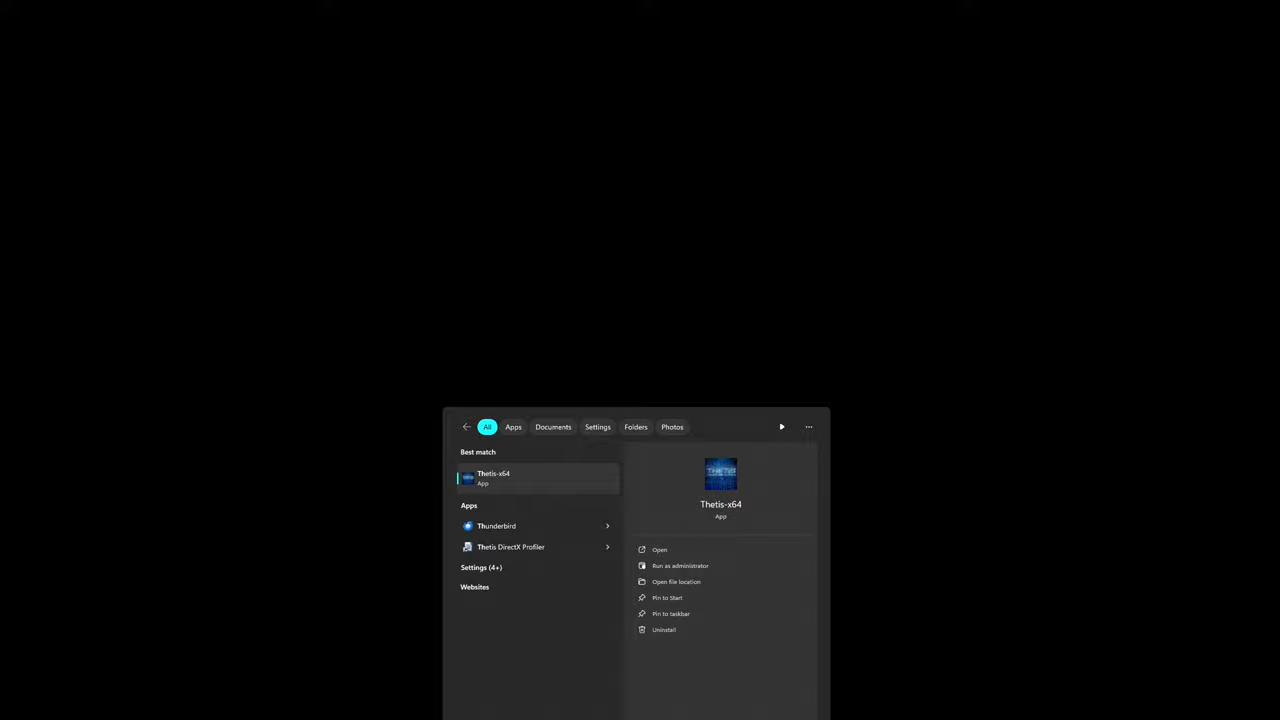 All Apps Documents Settings Folders Photos
Best match
Thetis-x64
App
Apps
Thunderbird
Thetis DirectX Profiler
Settings (4+)
Websites
THETIS
Thetis-x64
App
Open
Run as administrator
Open file location
Pin to Start
Pin to taskbar
Uninstall